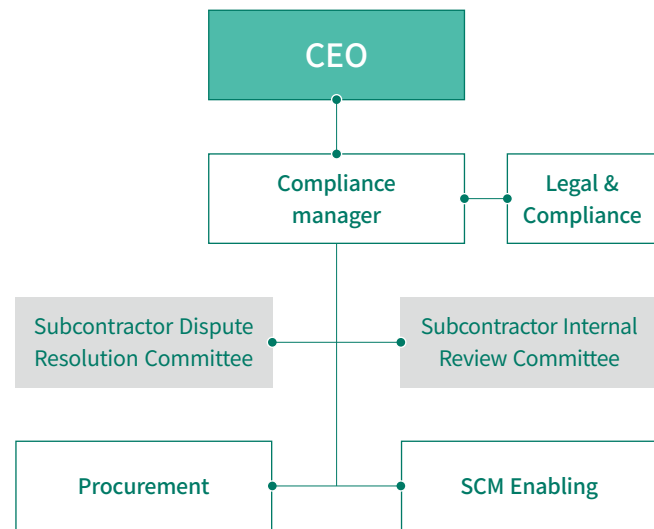 CEO
Compliance
manager
Legal &
Compliance
Subcontractor Dispute
Resolution Committee
Subcontractor Internal
Review Committee
Procurement
SCM Enabling